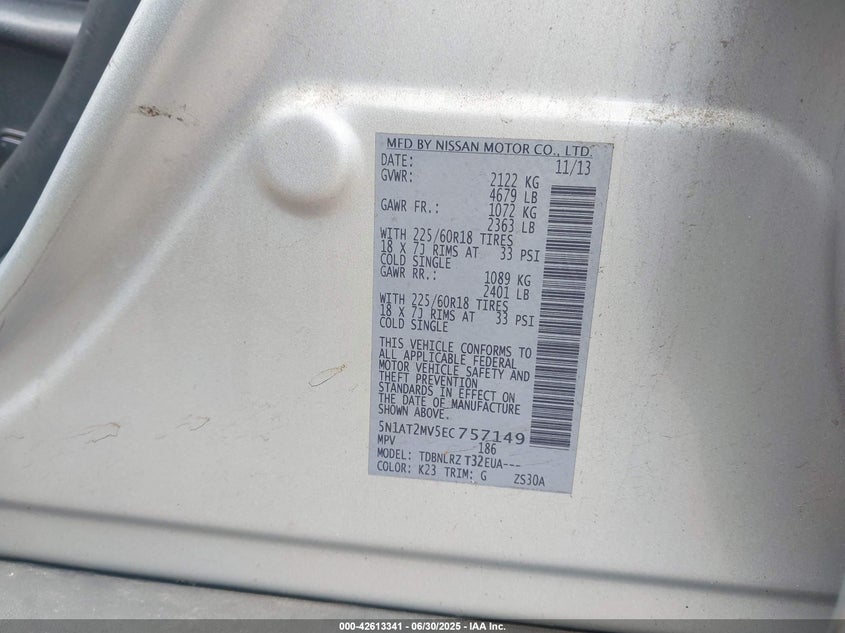 MFD BY NISSAN MOTOR CO., LTD.
DATE: 11/13
GVWR: 2122 KG
4679 LB
GAWR FR.: 1072 KG
2363 LB
WITH 225/60R18 TIRES
18 X 7J RIMS AT 33 PSI
COLD SINGLE
GAWR RR.: 1089 KG
2401 LB
WITH 225/60R18 TIRES
18 X 7J RIMS AT 33 PSI
COLD SINGLE
THIS VEHICLE CONFORMS TO
ALL APPLICABLE FEDERAL
MOTOR VEHICLE SAFETY AND
THEFT PREVENTION
STANDARDS IN EFFECT ON
THE DATE OF MANUFACTURE
SHOWN ABOVE.
5N1AT2MV5EC757149
MPV 186
MODEL: TDBNLRZ T32EUA---
COLOR: K23 TRIM: G ZS30A
000-42613341 - 06/30/2025 - IAA Inc.